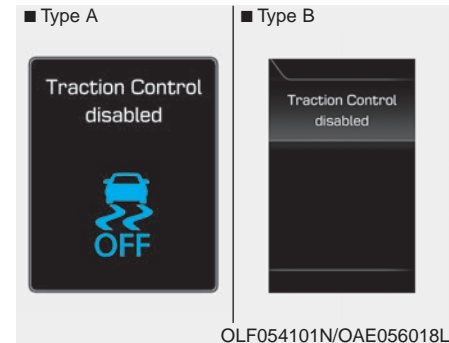 ■ Type A
■ Type B
Traction Control
disabled
OFF
Traction Control
disabled
OLF054101N/OAE056018L